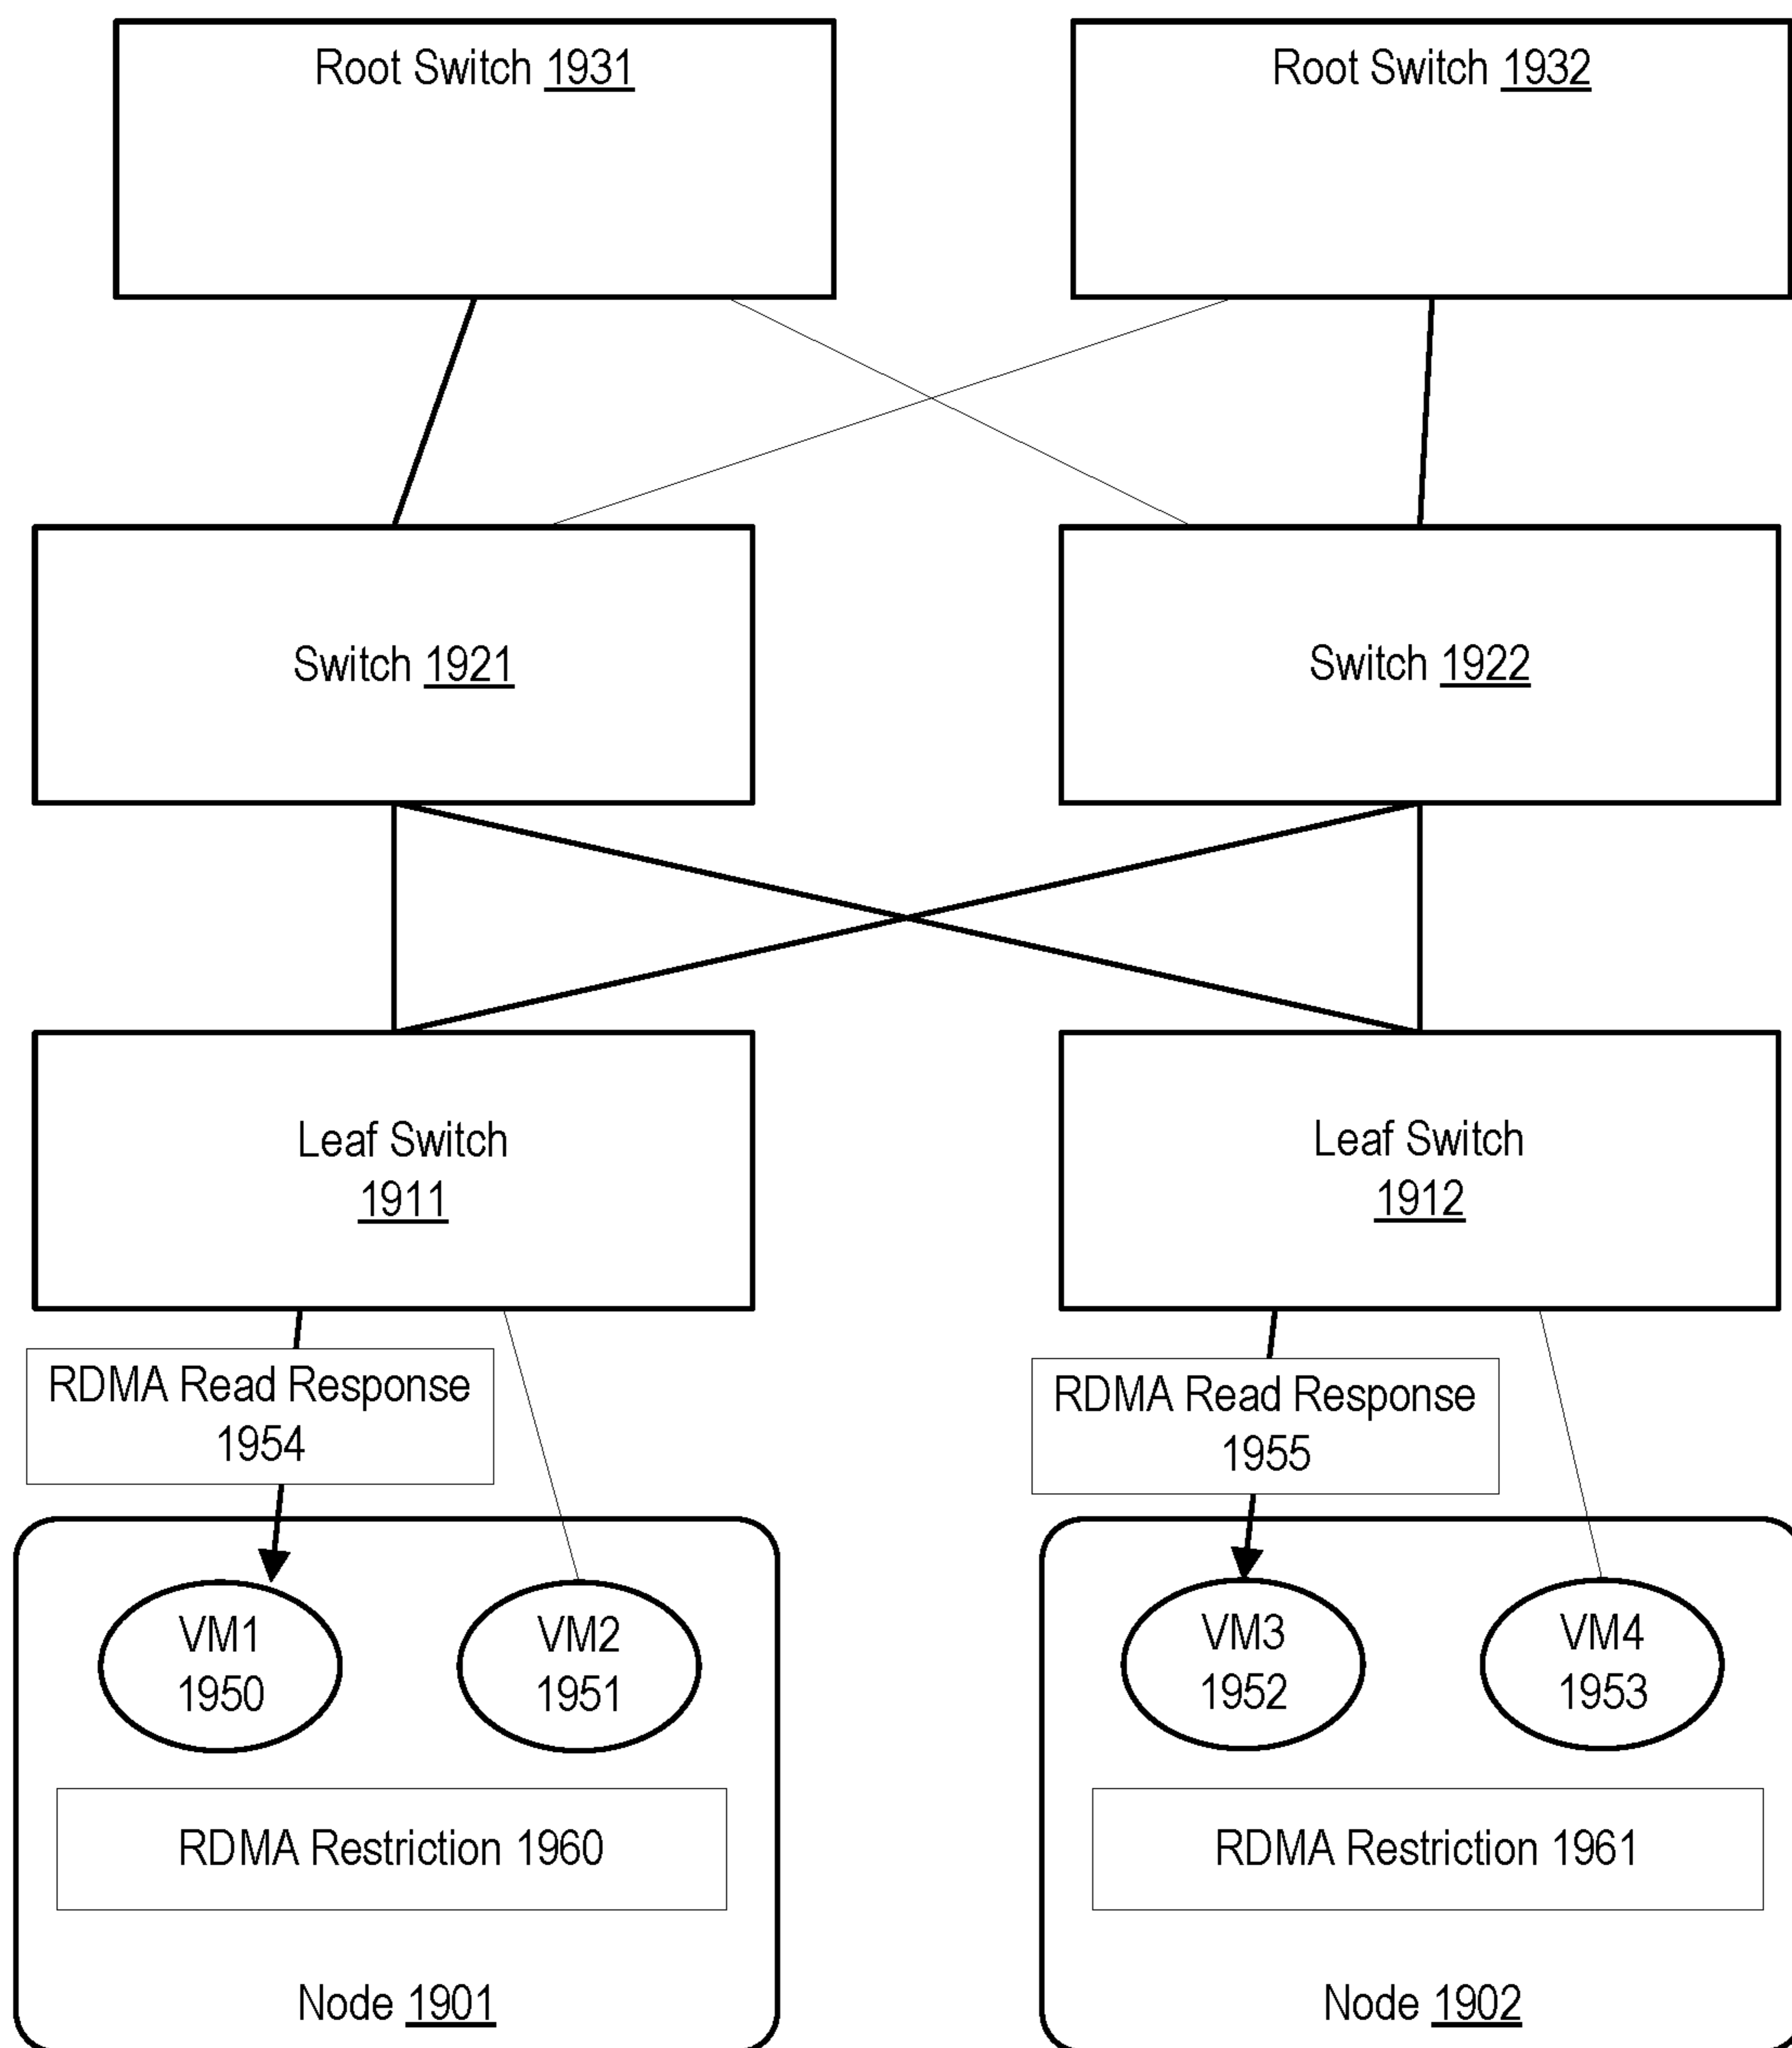 Root Switch 1931
Root Switch 1932
Switch 1921
Switch 1922
Leaf Switch
1911
Leaf Switch
1912
RDMA Read Response
1954
RDMA Read Response
1955
VM1
1950
VM2
1951
VM3
1952
VM4
1953
RDMA Restriction 1960
RDMA Restriction 1961
Node 1901
Node 1902